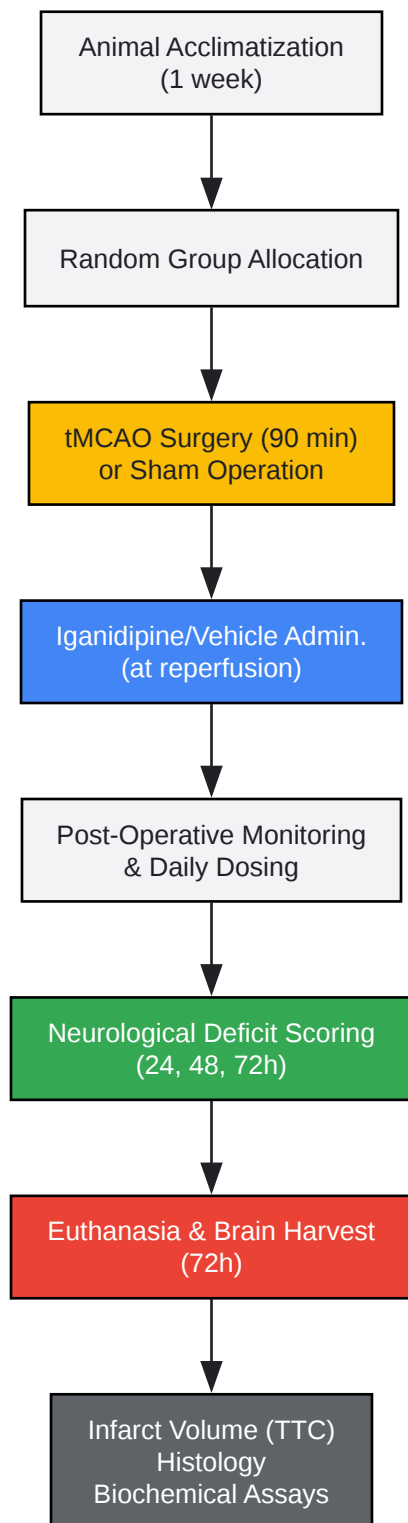 Animal Acclimatization
(1 week)
Random Group Allocation
tMCAO Surgery (90 min)
or Sham Operation
Iganidipine/Vehicle Admin.
(at reperfusion)
Post-Operative Monitoring
& Daily Dosing
Neurological Deficit Scoring
(24, 48, 72h)
Euthanasia & Brain Harvest
(72h)
Infarct Volume (TTC)
Histology
Biochemical Assays